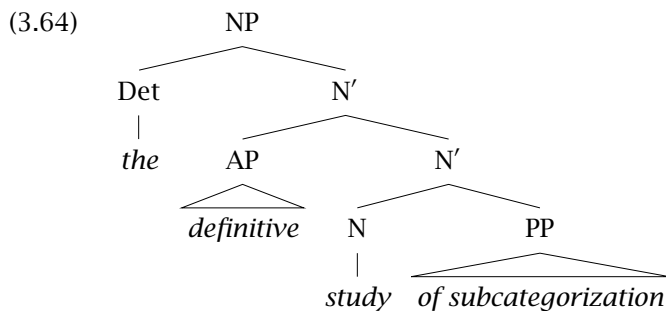 (3.64) NP
Det N′
the AP N′
definitive N PP
study of subcategorization